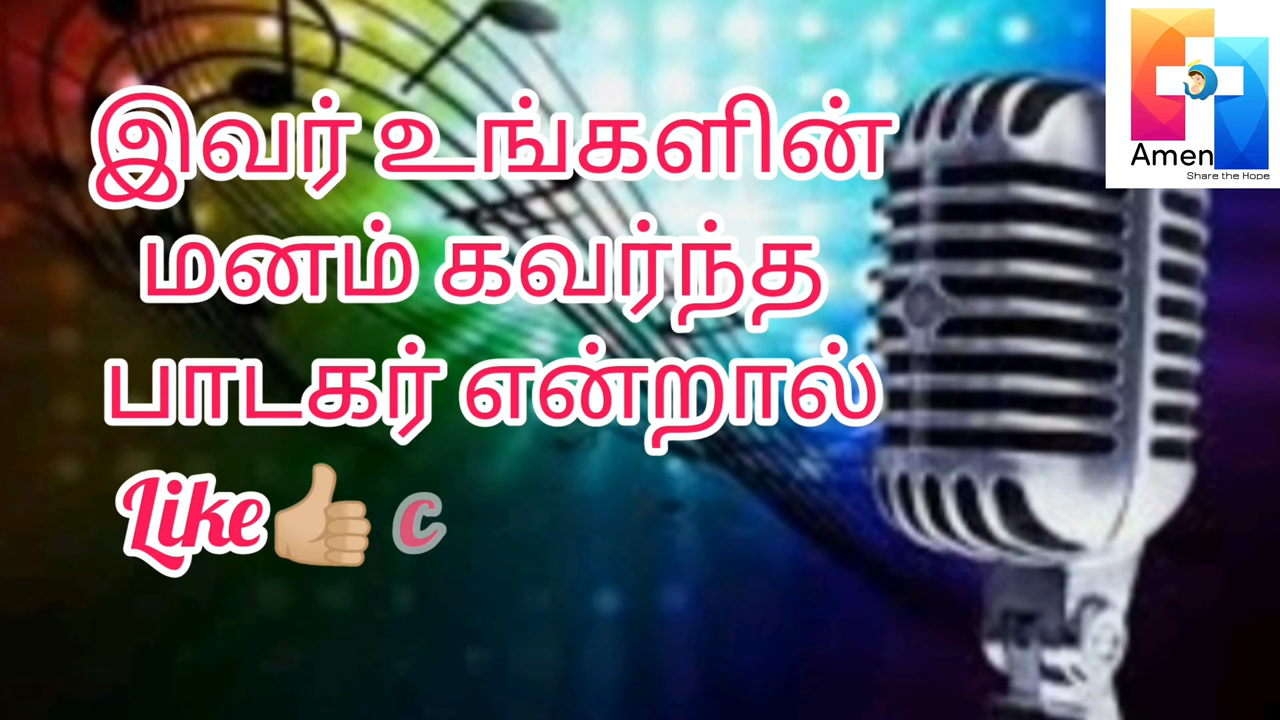 இவர் உங்களின்
மனம் கவர்ந்த
பாடகர் என்றால்
Like👍🏼 c
Amen
Share the Hope